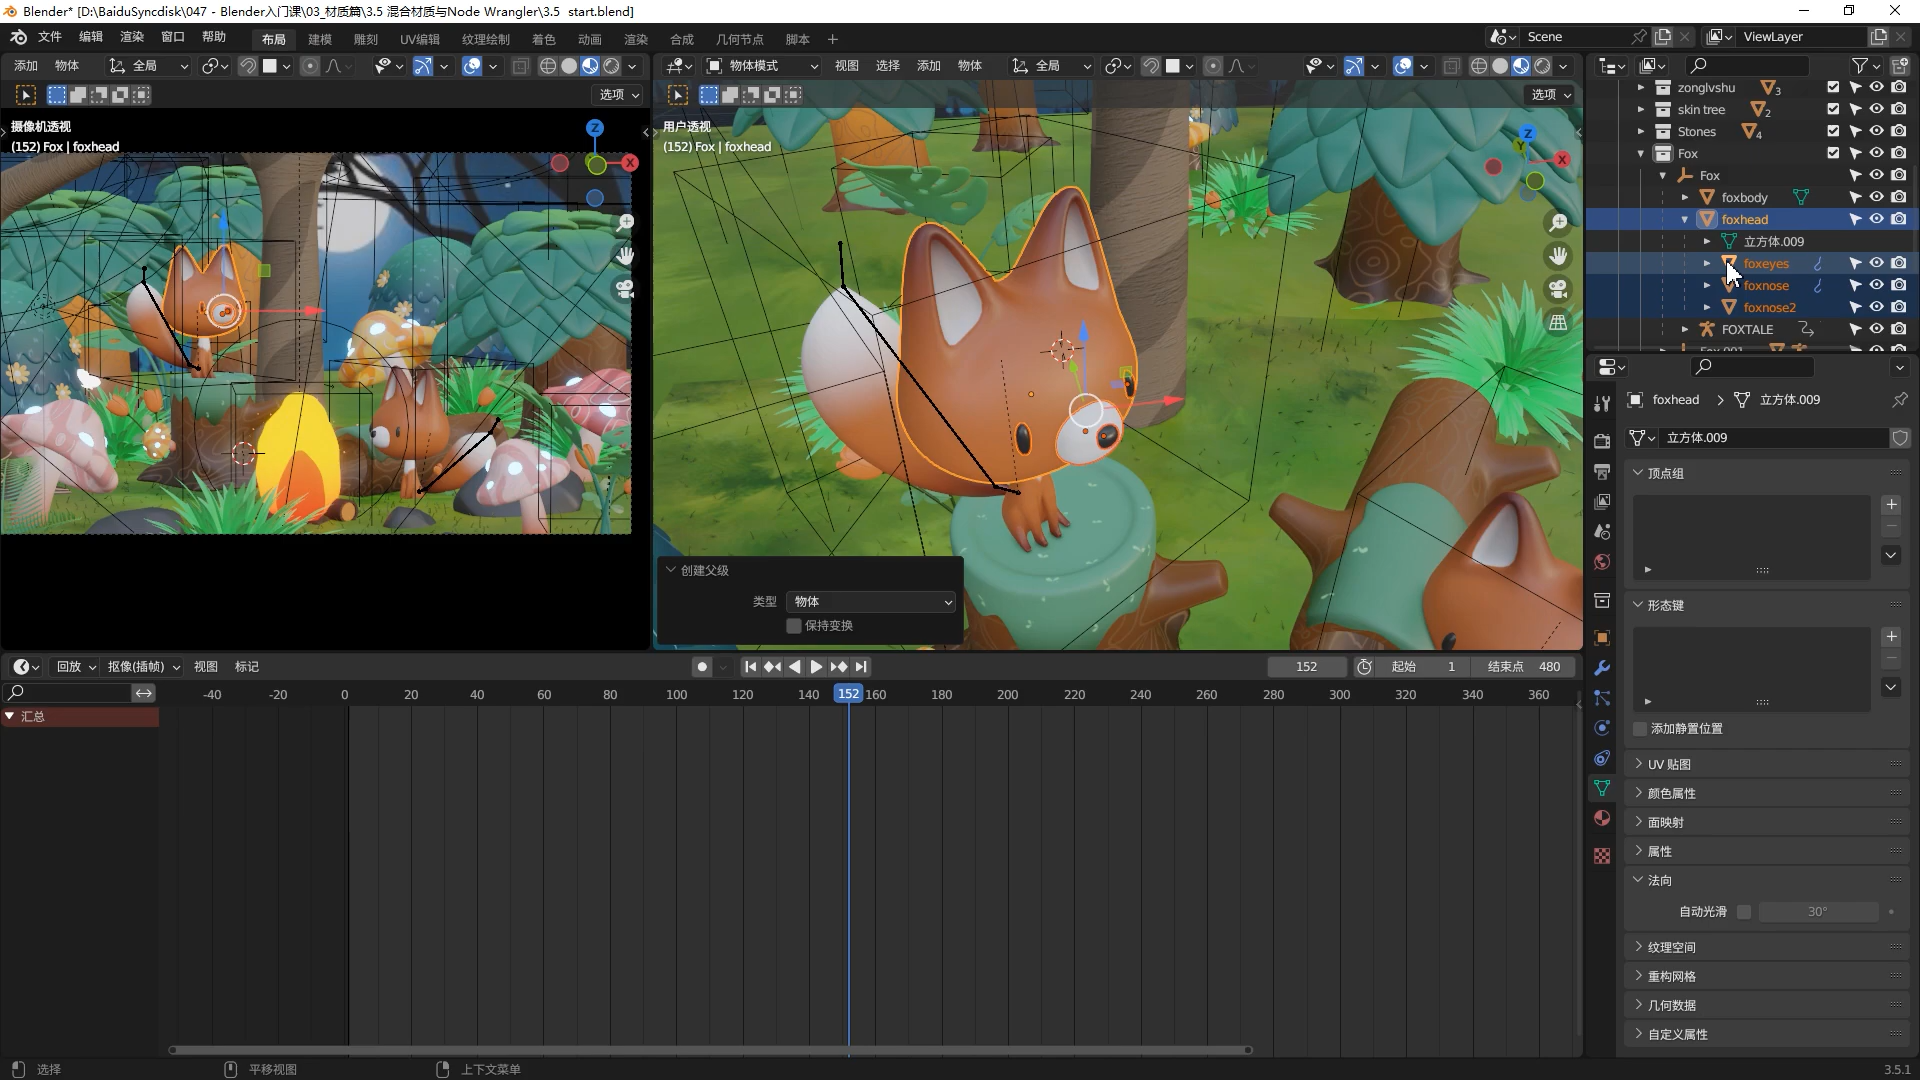 Blender* [D:\BaiduSyncdisk\047 - Blender入门课\03_材质篇\3.5 混合材质与Node Wrangler\3.5  start.blend]
文件 编辑 渲染 窗口 帮助 布局 建模 雕刻 UV编辑 纹理绘制 着色 动画 渲染 合成 几何节点 脚本 + Scene ViewLayer
添加 物体 全局 物体模式 视图 选择 添加 物体 全局
选项 选项
摄像机透视
(152) Fox | foxhead
用户透视
(152) Fox | foxhead
Z
X
Z
Y
X
创建父级
类型 物体
保持变换
zonglvshu 3
skin tree 2
Stones 4
Fox
Fox
foxbody
foxhead
立方体.009
foxeyes
foxnose
foxnose2
FOXTALE
foxhead > 立方体.009
立方体.009
顶点组
形态键
添加静置位置
UV 贴图
颜色属性
面映射
属性
法向
自动光滑 30°
纹理空间
重构网格
几何数据
自定义属性
回放 抠像(插帧) 视图 标记 152 起始 1 结束点 480
-40 -20 0 20 40 60 80 100 120 140 152 160 180 200 220 240 260 280 300 320 340 360
汇总
选择 平移视图 上下文菜单 3.5.1